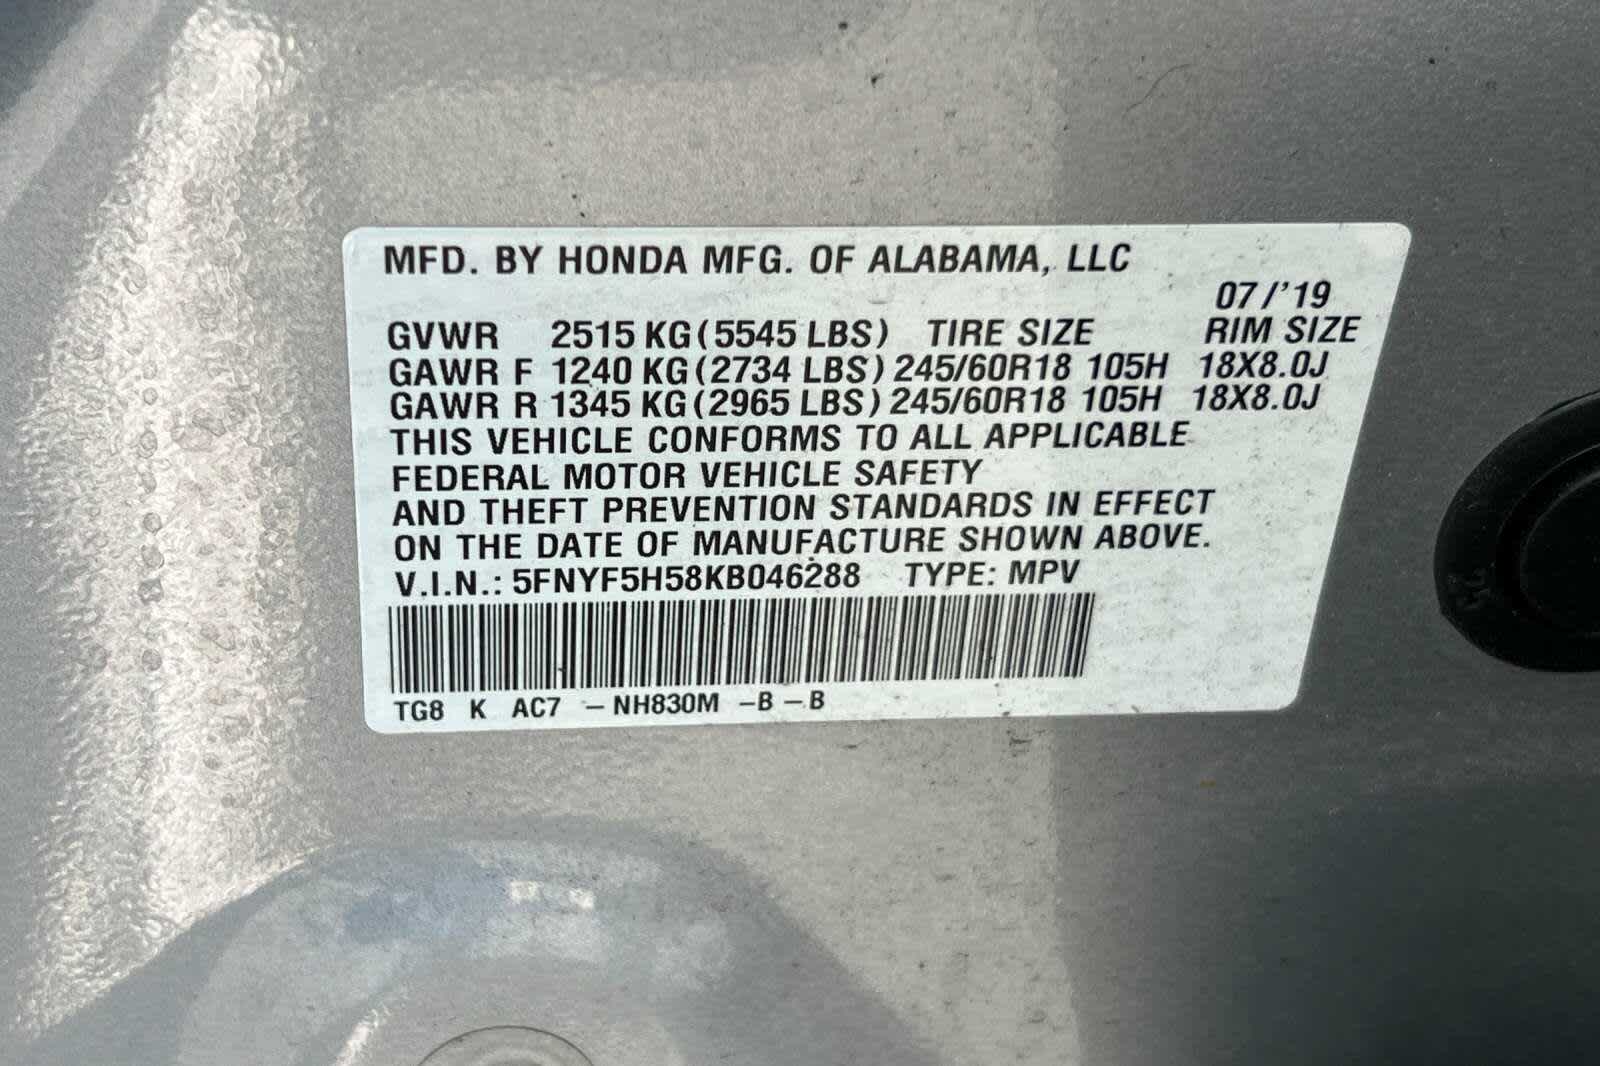 MFD. BY HONDA MFG. OF ALABAMA, LLC
07/'19
GVWR 2515 KG (5545 LBS) TIRE SIZE RIM SIZE
GAWR F 1240 KG (2734 LBS) 245/60R18 105H 18X8.0J
GAWR R 1345 KG (2965 LBS) 245/60R18 105H 18X8.0J
THIS VEHICLE CONFORMS TO ALL APPLICABLE
FEDERAL MOTOR VEHICLE SAFETY
AND THEFT PREVENTION STANDARDS IN EFFECT
ON THE DATE OF MANUFACTURE SHOWN ABOVE.
V.I.N.: 5FNYF5H58KB046288 TYPE: MPV
TG8 K AC7 – NH830M –B – B